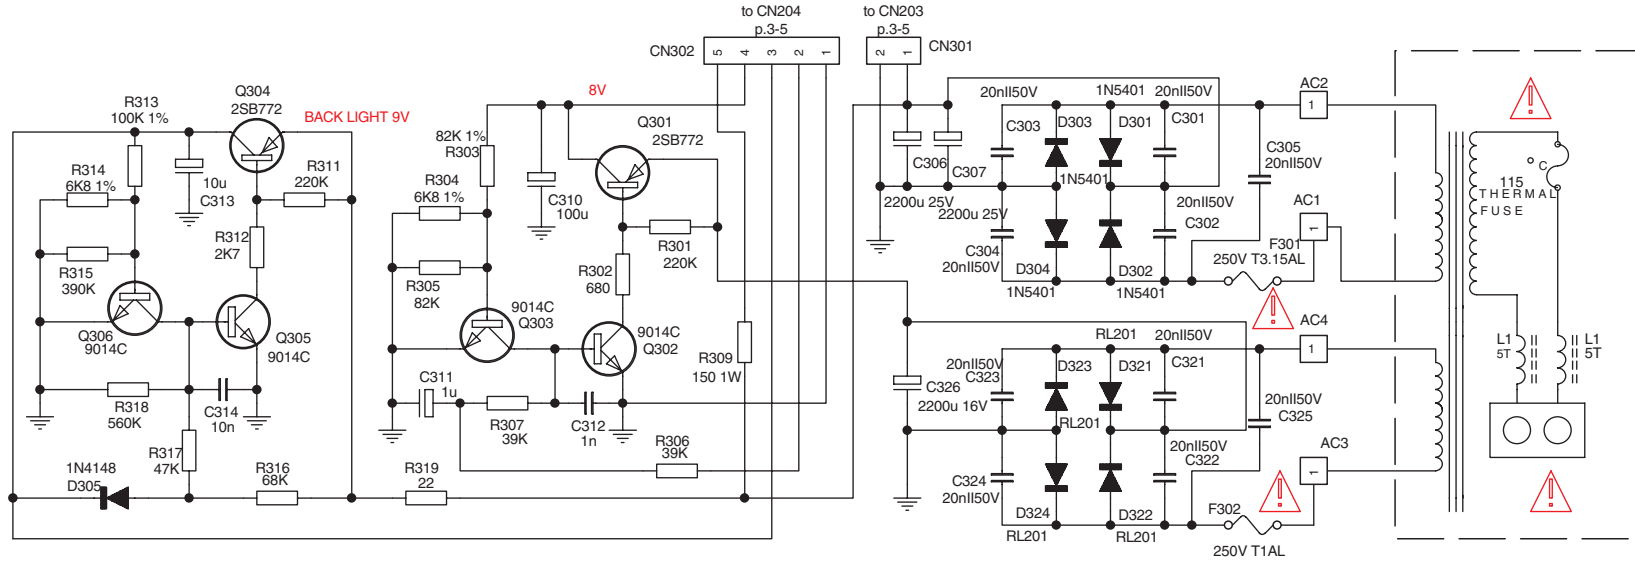 to CN204
p.3-5
CN302
5 4 3 2 1
to CN203
p.3-5
CN301
2 1
Q304
2SB772
R313
100K 1%
BACK LIGHT 9V
R314
6K8 1%
10u
C313
R311
220K
R312
2K7
R315
390K
Q306
9014C
Q305
9014C
R318
560K
C314
10n
R317
47K
1N4148
D305
R316
68K
R319
22
8V
82K 1%
R303
R304
6K8 1%
C310
100u
Q301
2SB772
R301
220K
R302
680
R305
82K
9014C
Q303
9014C
Q302
C311
1u
R307
39K
C312
1n
R306
39K
R309
150 1W
C306
C307
2200u 25V
2200u 25V
20nII50V
C303
D303
1N5401
D301
20nII50V
C301
1N5401
C304
20nII50V
D304
1N5401
D302
1N5401
20nII50V
C302
C305
20nII50V
AC2
1
AC1
1
F301
250V T3.15AL
AC4
1
RL201
20nII50V
C323
D323
D321
20nII50V
C321
C326
2200u 16V
RL201
C324
20nII50V
D324
RL201
D322
RL201
20nII50V
C322
20nII50V
C325
AC3
1
F302
250V T1AL
115 °C
THERMAL
FUSE
L1
5T
L1
5T